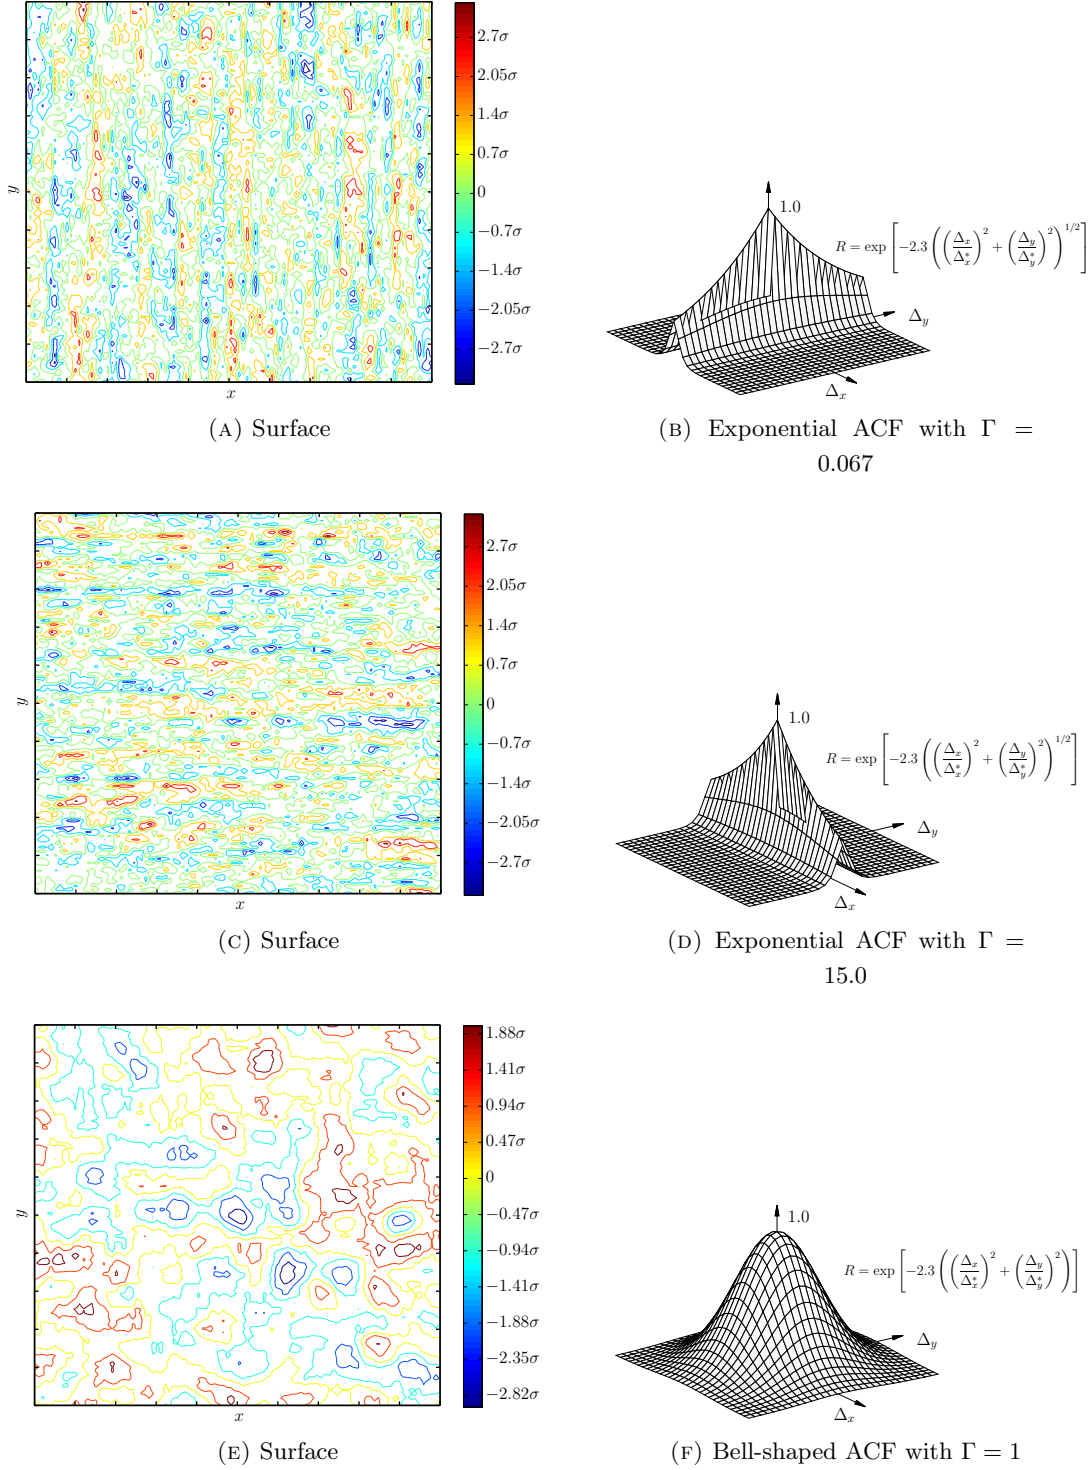 2.7σ
2.05σ
1.4σ
0.7σ
0
−0.7σ
−1.4σ
−2.05σ
−2.7σ
y
x
1.0
R = exp [−2.3 ((Δx/Δ*x)² + (Δy/Δ*y)²)^1/2]
Δy
Δx
(A) Surface
(B) Exponential ACF with Γ =
0.067
2.7σ
2.05σ
1.4σ
0.7σ
0
−0.7σ
−1.4σ
−2.05σ
−2.7σ
y
x
1.0
R = exp [−2.3 ((Δx/Δ*x)² + (Δy/Δ*y)²)^1/2]
Δy
Δx
(C) Surface
(D) Exponential ACF with Γ =
15.0
1.88σ
1.41σ
0.94σ
0.47σ
0
−0.47σ
−0.94σ
−1.41σ
−1.88σ
−2.35σ
−2.82σ
y
x
1.0
R = exp [−2.3 ((Δx/Δ*x)² + (Δy/Δ*y)²)]
Δy
Δx
(E) Surface
(F) Bell-shaped ACF with Γ = 1